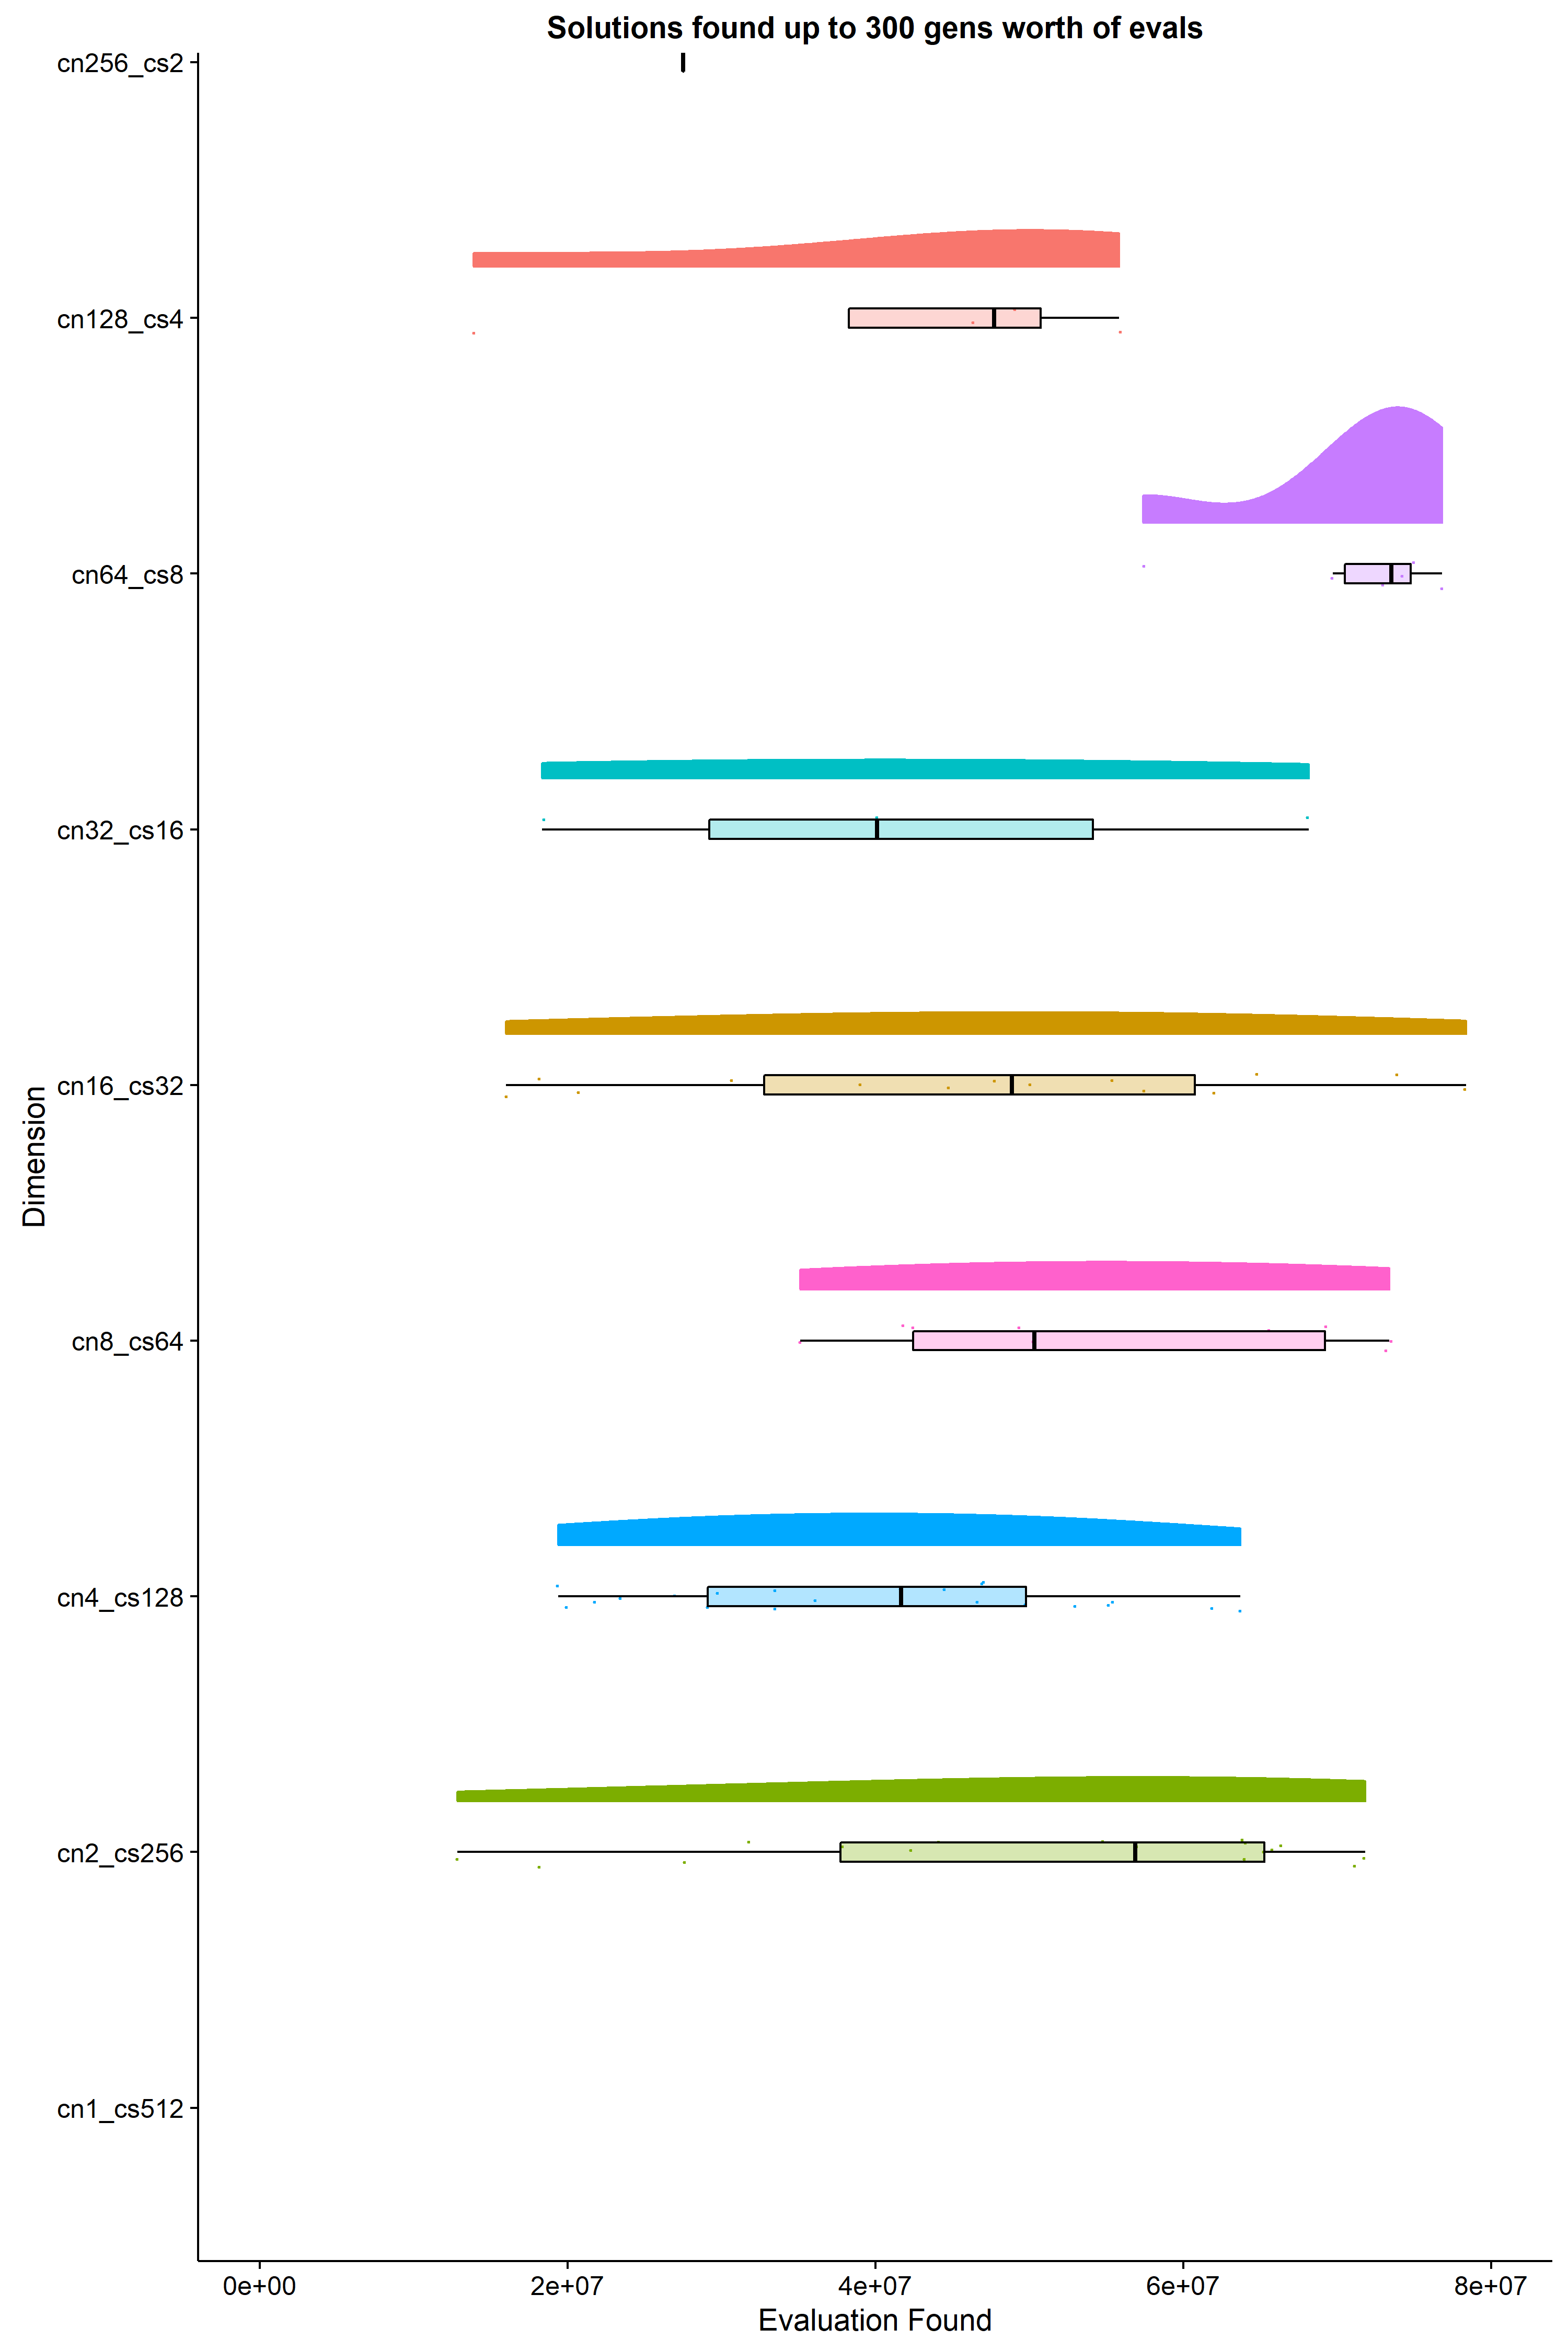 Solutions found up to 300 gens worth of evals
cn256_cs2
cn128_cs4
cn64_cs8
cn32_cs16
cn16_cs32
cn8_cs64
cn4_cs128
cn2_cs256
cn1_cs512
Dimension
0e+00 2e+07 4e+07 6e+07 8e+07
Evaluation Found